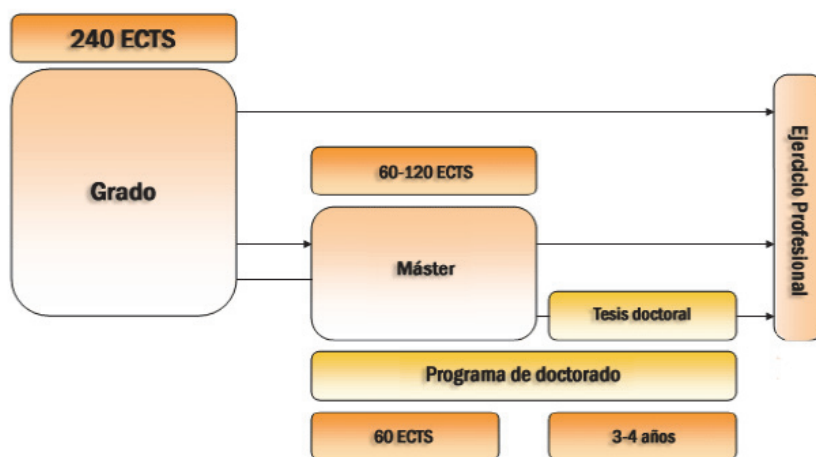 240 ECTS
Grado
60-120 ECTS
Máster
Ejercicio Profesional
Tesis doctoral
Programa de doctorado
60 ECTS
3-4 años